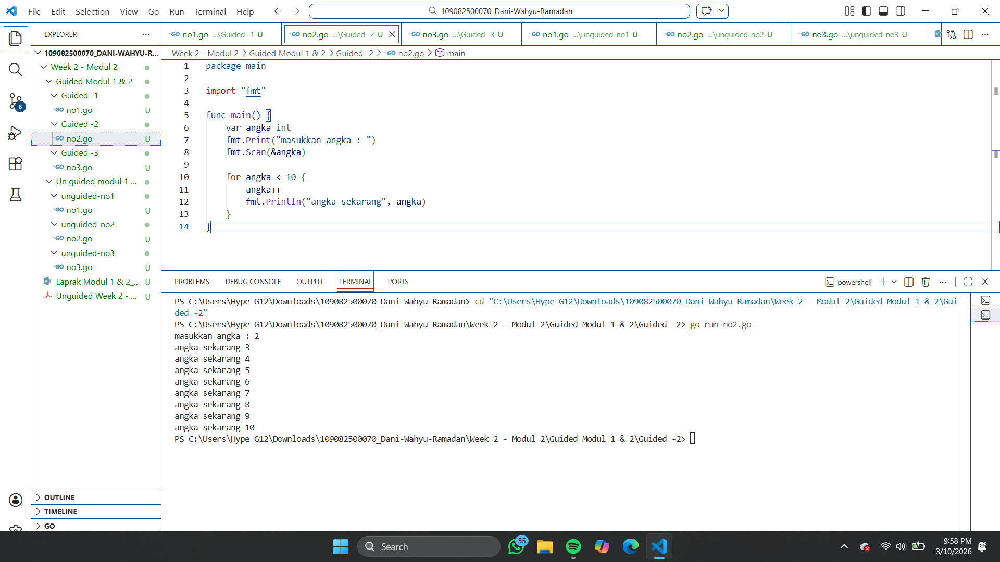 File Edit Selection View Go Run Terminal Help
109082500070_Dani-Wahyu-Ramadan
EXPLORER
no1.go ...\Guided -1 U
no2.go ...\Guided -2 U
no3.go ...\Guided -3 U
no1.go ...\unguided-no1 U
no2.go ...\unguided-no2 U
no3.go ...\unguided-no3 U
109082500070_DANI-WAHYU-R...
Week 2 - Modul 2
Guided Modul 1 & 2
Guided -1
no1.go U
Guided -2
no2.go U
Guided -3
no3.go U
Un guided modul 1 ...
unguided-no1
no1.go U
unguided-no2
no2.go U
unguided-no3
no3.go U
Laprak Modul 1 & 2_... U
Unguided Week 2 - ... U
OUTLINE
TIMELINE
GO
8
Week 2 - Modul 2 > Guided Modul 1 & 2 > Guided -2 > no2.go > main
1 package main
2
3 import "fmt"
4
5 func main() {
6 var angka int
7 fmt.Print("masukkan angka : ")
8 fmt.Scan(&angka)
9
10 for angka < 10 {
11 angka++
12 fmt.Println("angka sekarang", angka)
13 }
14 }
PROBLEMS DEBUG CONSOLE OUTPUT TERMINAL PORTS
powershell
PS C:\Users\Hype G12\Downloads\109082500070_Dani-Wahyu-Ramadan> cd "C:\Users\Hype G12\Downloads\109082500070_Dani-Wahyu-Ramadan\Week 2 - Modul 2\Guided Modul 1 & 2\Gui
ded -2"
PS C:\Users\Hype G12\Downloads\109082500070_Dani-Wahyu-Ramadan\Week 2 - Modul 2\Guided Modul 1 & 2\Guided -2> go run no2.go
masukkan angka : 2
angka sekarang 3
angka sekarang 4
angka sekarang 5
angka sekarang 6
angka sekarang 7
angka sekarang 8
angka sekarang 9
angka sekarang 10
PS C:\Users\Hype G12\Downloads\109082500070_Dani-Wahyu-Ramadan\Week 2 - Modul 2\Guided Modul 1 & 2\Guided -2>
Search
55
9:58 PM
3/10/2026